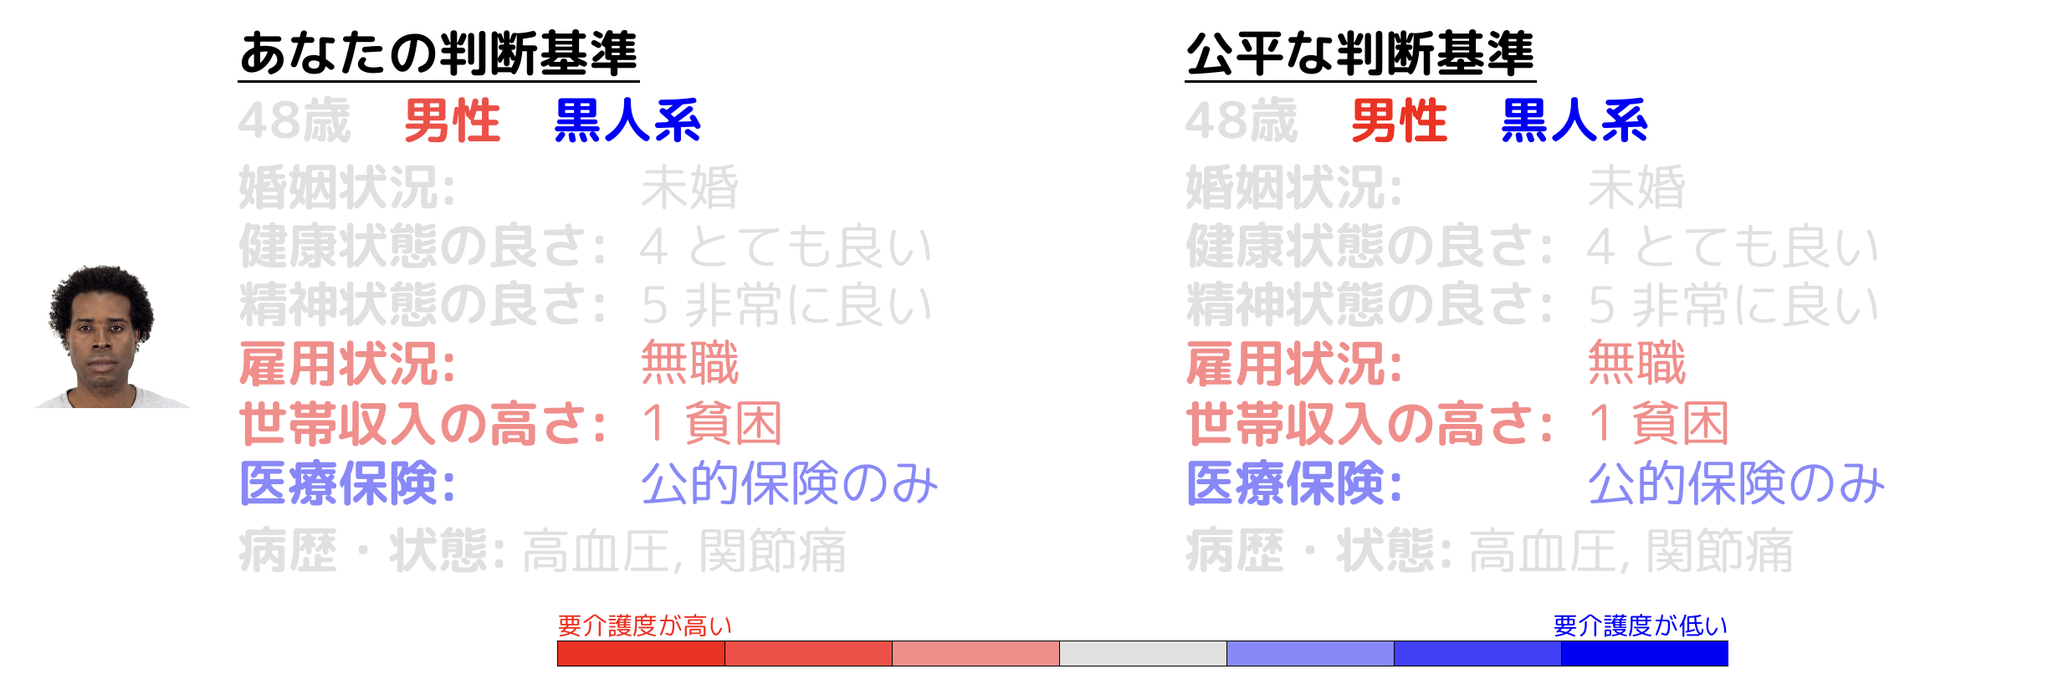 あなたの判断基準
48歳 男性 黒人系
婚姻状況: 未婚
健康状態の良さ: 4 とても良い
精神状態の良さ: 5 非常に良い
雇用状況: 無職
世帯収入の高さ: 1 貧困
医療保険: 公的保険のみ
病歴・状態: 高血圧, 関節痛
公平な判断基準
48歳 男性 黒人系
婚姻状況: 未婚
健康状態の良さ: 4 とても良い
精神状態の良さ: 5 非常に良い
雇用状況: 無職
世帯収入の高さ: 1 貧困
医療保険: 公的保険のみ
病歴・状態: 高血圧, 関節痛
要介護度が高い
要介護度が低い